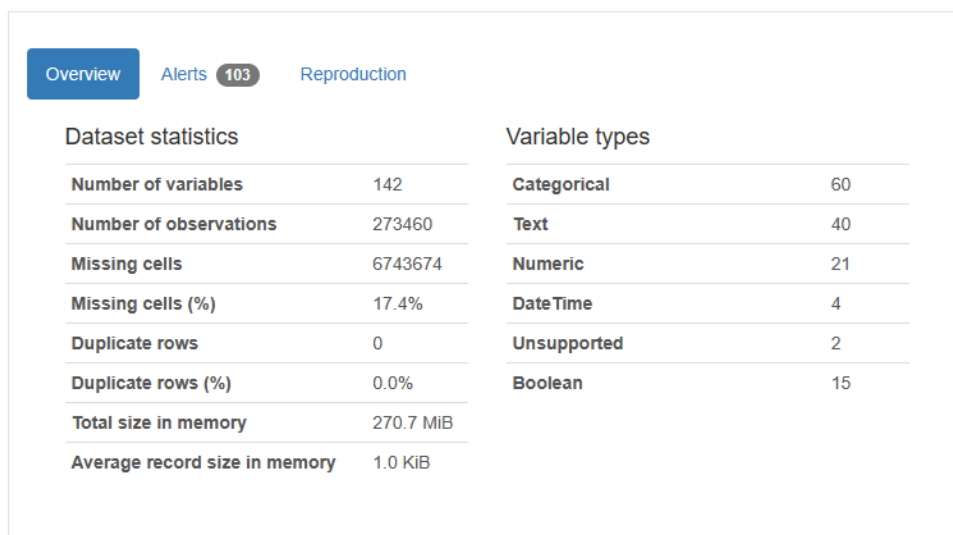 Overview Alerts 103 Reproduction
Dataset statistics
Number of variables 142
Number of observations 273460
Missing cells 6743674
Missing cells (%) 17.4%
Duplicate rows 0
Duplicate rows (%) 0.0%
Total size in memory 270.7 MiB
Average record size in memory 1.0 KiB
Variable types
Categorical 60
Text 40
Numeric 21
DateTime 4
Unsupported 2
Boolean 15